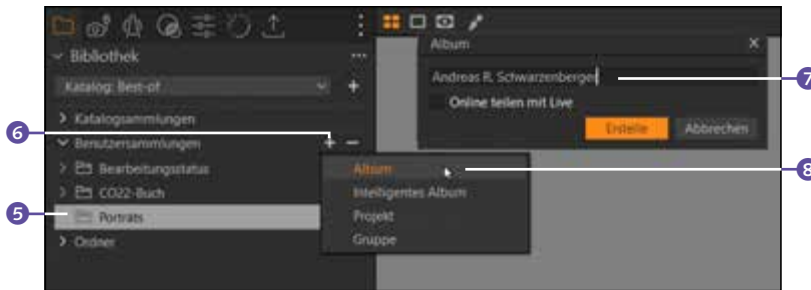 Bibliothek
Katalog: Best-of
Katalogsammlungen
Benutzersammlungen
Bearbeitungsstatus
CO22-Buch
Porträts
Ordner
6
5
Album
Intelligentes Album
Projekt
Gruppe
Album
Andreas R. Schwarzenberger
Online teilen mit Live
Erstelle
Abbrechen
7
8